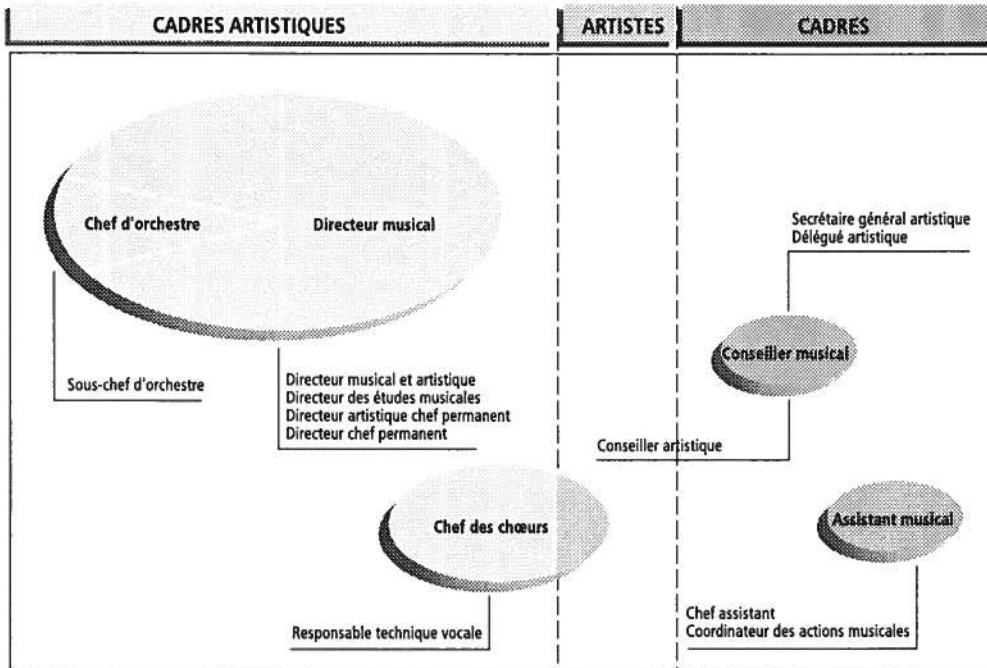 CADRES ARTISTIQUES
ARTISTES
CADRES
Chef d'orchestre
Directeur musical
Secrétaire général artistique
Délégué artistique
Conseiller musical
Sous-chef d'orchestre
Directeur musical et artistique
Directeur des études musicales
Directeur artistique chef permanent
Directeur chef permanent
Conseiller artistique
Chef des chœurs
Assistant musical
Responsable technique vocale
Chef assistant
Coordinateur des actions musicales